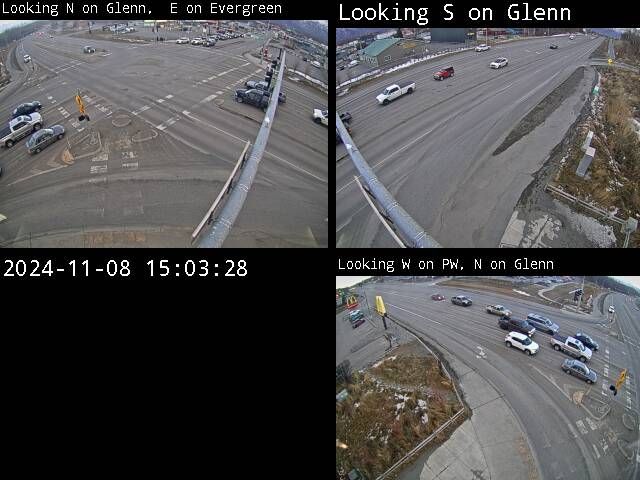 Looking N on Glenn,  E on Evergreen
Looking S on Glenn
2024-11-08 15:03:28
Looking W on PW, N on Glenn